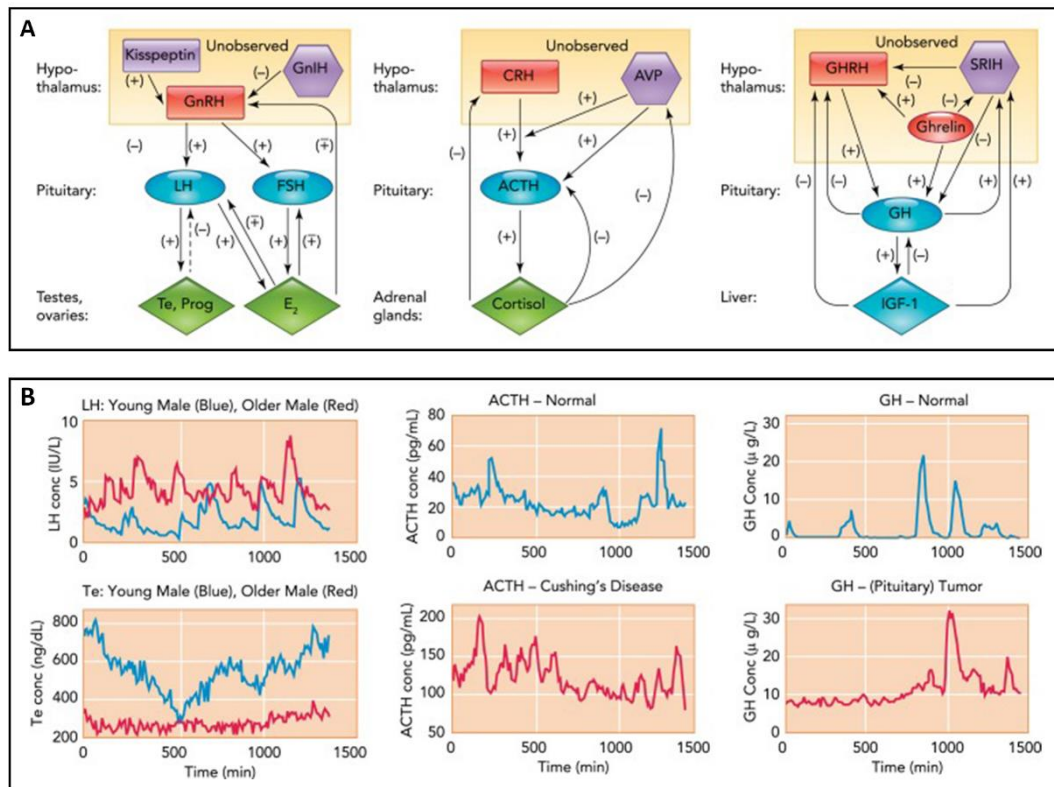 A
Unobserved
Kisspeptin
GnIH
Hypo-
thalamus:
(+)
(–)
GnRH
(–)
(+)
(+)
(∓)
Pituitary:
LH
FSH
(+)
(–)
(+)
(∓)
(+)
(∓)
Testes,
ovaries:
Te, Prog
E2
Unobserved
Hypo-
thalamus:
CRH
AVP
(+)
(+)
(+)
(–)
Pituitary:
ACTH
(–)
(+)
(–)
Adrenal
glands:
Cortisol
Unobserved
Hypo-
thalamus:
GHRH
SRIH
(–)
(+)
(–)
Ghrelin
(+)
(–)
(–)
(–)
(+)
(+)
(+)
Pituitary:
GH
(+)
(–)
Liver:
IGF-1
B
LH: Young Male (Blue), Older Male (Red)
LH conc (IU/L)
10
5
0
0 500 1000 1500
ACTH – Normal
ACTH conc (pg/mL)
80
60
40
20
0
0 500 1000 1500
GH – Normal
GH Conc (μ g/L)
30
20
10
0
0 500 1000 1500
Te: Young Male (Blue), Older Male (Red)
Te conc (ng/dL)
800
600
400
200
0 500 1000 1500
Time (min)
ACTH – Cushing's Disease
ACTH conc (pg/mL)
200
150
100
50
0 500 1000 1500
Time (min)
GH – (Pituitary) Tumor
GH Conc (μ g/L)
30
20
10
0
0 500 1000 1500
Time (min)